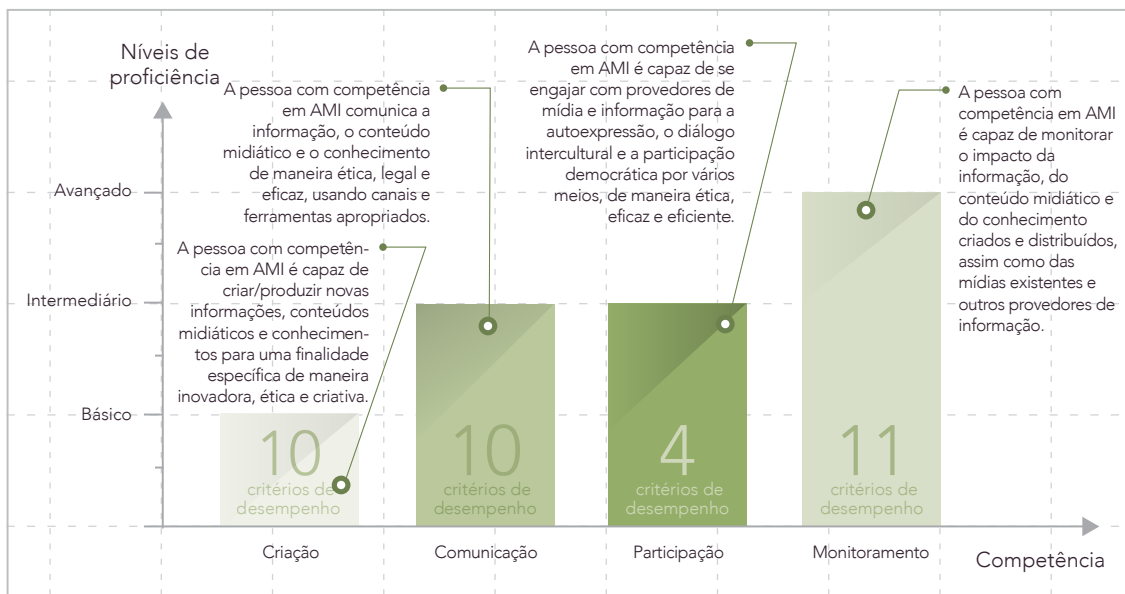 Níveis de
proficiência
A pessoa com competência
em AMI comunica a
informação, o conteúdo
midiático e o conhecimento
de maneira ética, legal e
eficaz, usando canais e
ferramentas apropriados.
A pessoa com competên-
cia em AMI é capaz de
criar/produzir novas
informações, conteúdos
midiáticos e conhecimen-
tos para uma finalidade
específica de maneira
inovadora, ética e criativa.
A pessoa com competência
em AMI é capaz de se
engajar com provedores de
mídia e informação para a
autoexpressão, o diálogo
intercultural e a participação
democrática por vários
meios, de maneira ética,
eficaz e eficiente.
A pessoa com
competência em AMI
é capaz de monitorar
o impacto da
informação, do
conteúdo midiático e
do conhecimento
criados e distribuídos,
assim como das
mídias existentes e
outros provedores de
informação.
Avançado
Intermediário
Básico
10
critérios de
desempenho
10
critérios de
desempenho
4
critérios de
desempenho
11
critérios de
desempenho
Criação
Comunicação
Participação
Monitoramento
Competência